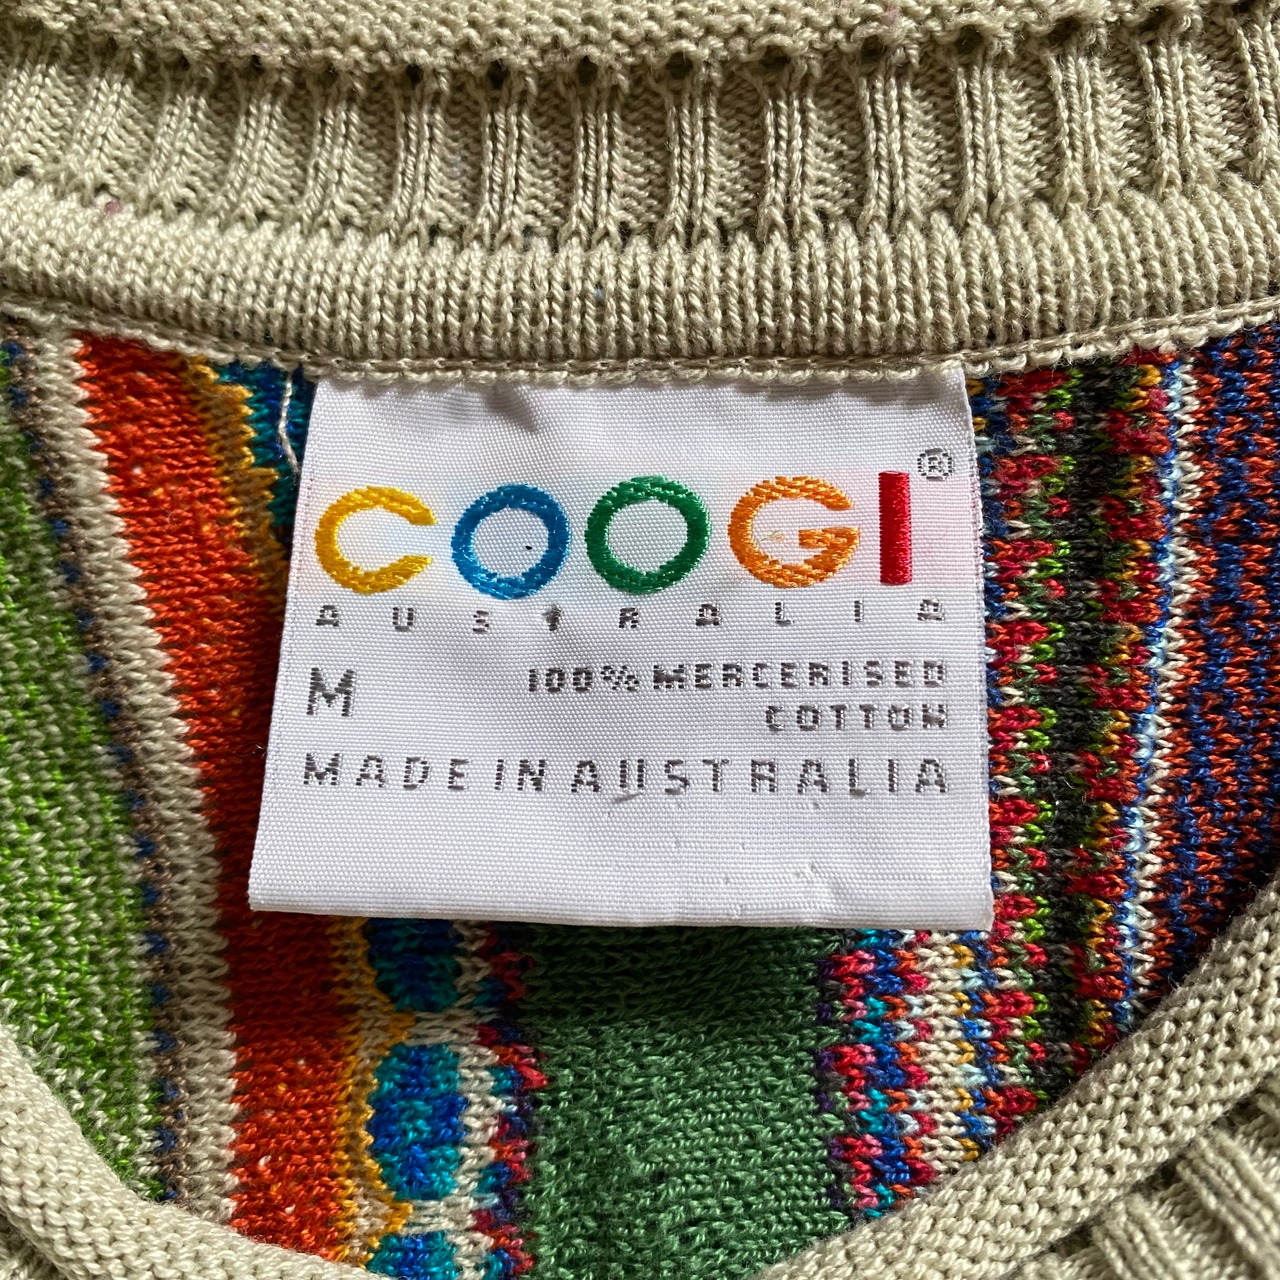 COOGI®
AUSTRALIA
M
100% MERCERISED
COTTON
MADE IN AUSTRALIA